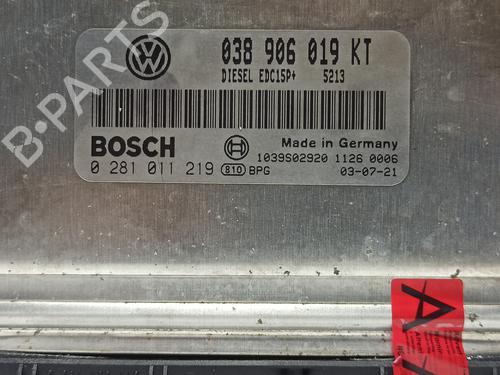 038 906 019 KT
DIESEL EDC15P+ 5213
BOSCH
Made in Germany
0 281 011 219 810 BPG
1039S02920 1126 0006
03-07-21
A